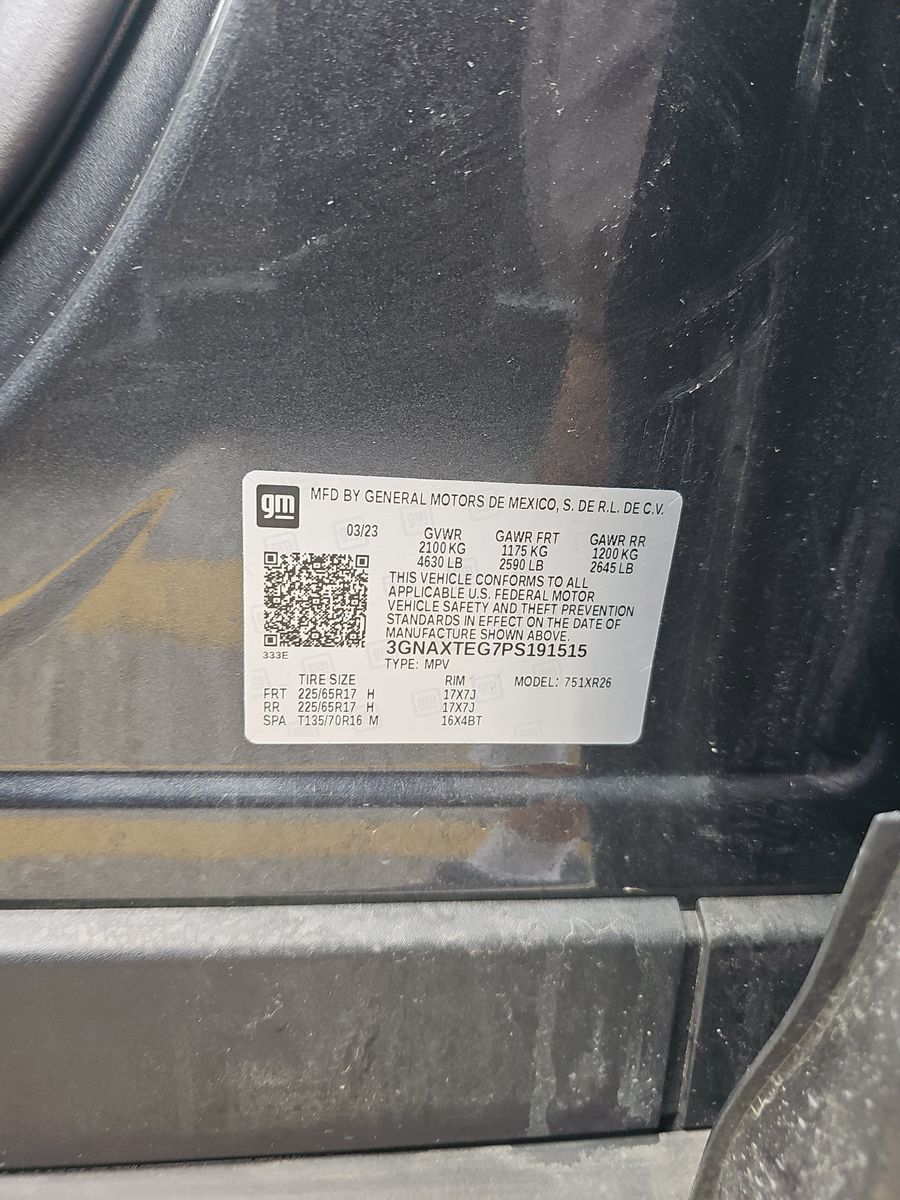 gm MFD BY GENERAL MOTORS DE MEXICO, S. DE R.L. DE C.V.
03/23 GVWR GAWR FRT GAWR RR
2100 KG 1175 KG 1200 KG
4630 LB 2590 LB 2645 LB
THIS VEHICLE CONFORMS TO ALL
APPLICABLE U.S. FEDERAL MOTOR
VEHICLE SAFETY AND THEFT PREVENTION
STANDARDS IN EFFECT ON THE DATE OF
MANUFACTURE SHOWN ABOVE.
333E 3GNAXTEG7PS191515
TYPE: MPV
TIRE SIZE RIM MODEL: 751XR26
FRT 225/65R17 H 17X7J
RR 225/65R17 H 17X7J
SPA T135/70R16 M 16X4BT